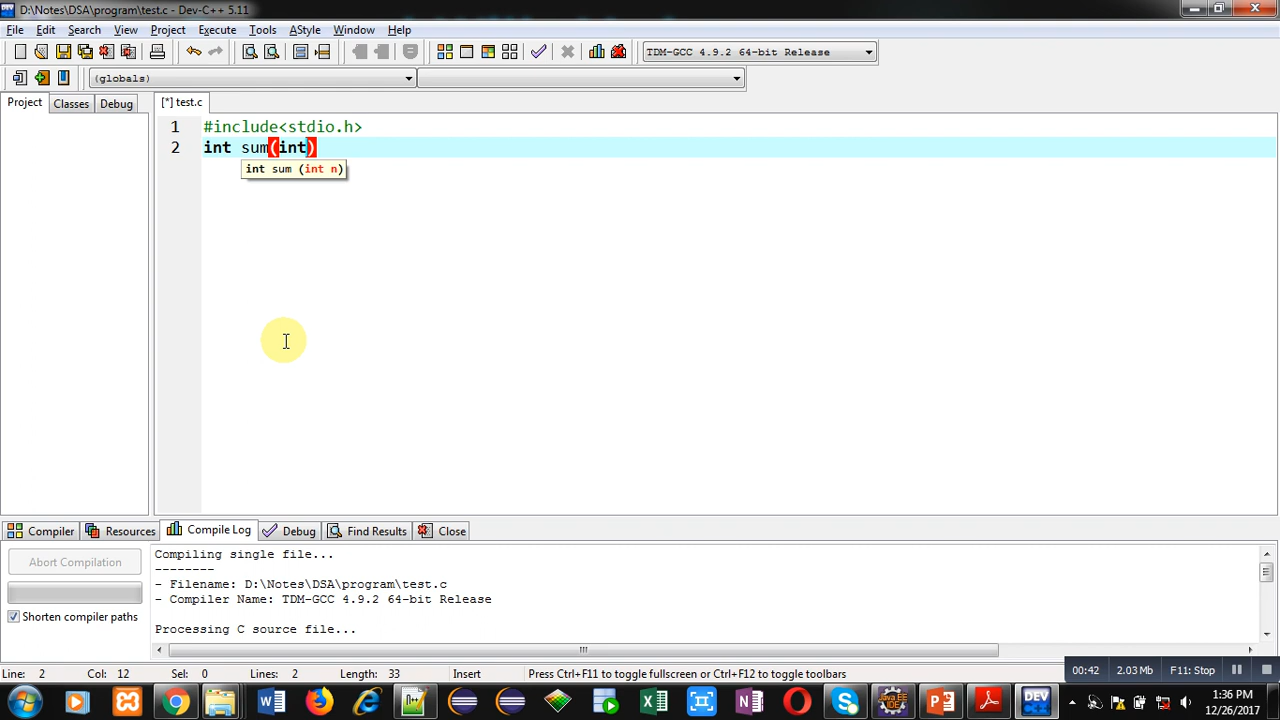 D:\Notes\DSA\program\test.c - Dev-C++ 5.11
File Edit Search View Project Execute Tools AStyle Window Help
TDM-GCC 4.9.2 64-bit Release
(globals)
Project Classes Debug [*] test.c
1 #include<stdio.h>
2 int sum(int)
int sum (int n)
Compiler Resources Compile Log Debug Find Results Close
Abort Compilation
Shorten compiler paths
Compiling single file...
--------
- Filename: D:\Notes\DSA\program\test.c
- Compiler Name: TDM-GCC 4.9.2 64-bit Release
Processing C source file...
Line: 2 Col: 12 Sel: 0 Lines: 2 Length: 33 Insert Press Ctrl+F11 to toggle fullscreen or Ctrl+F12 to toggle toolbars
00:42 2.03 Mb F11: Stop
1:36 PM
12/26/2017